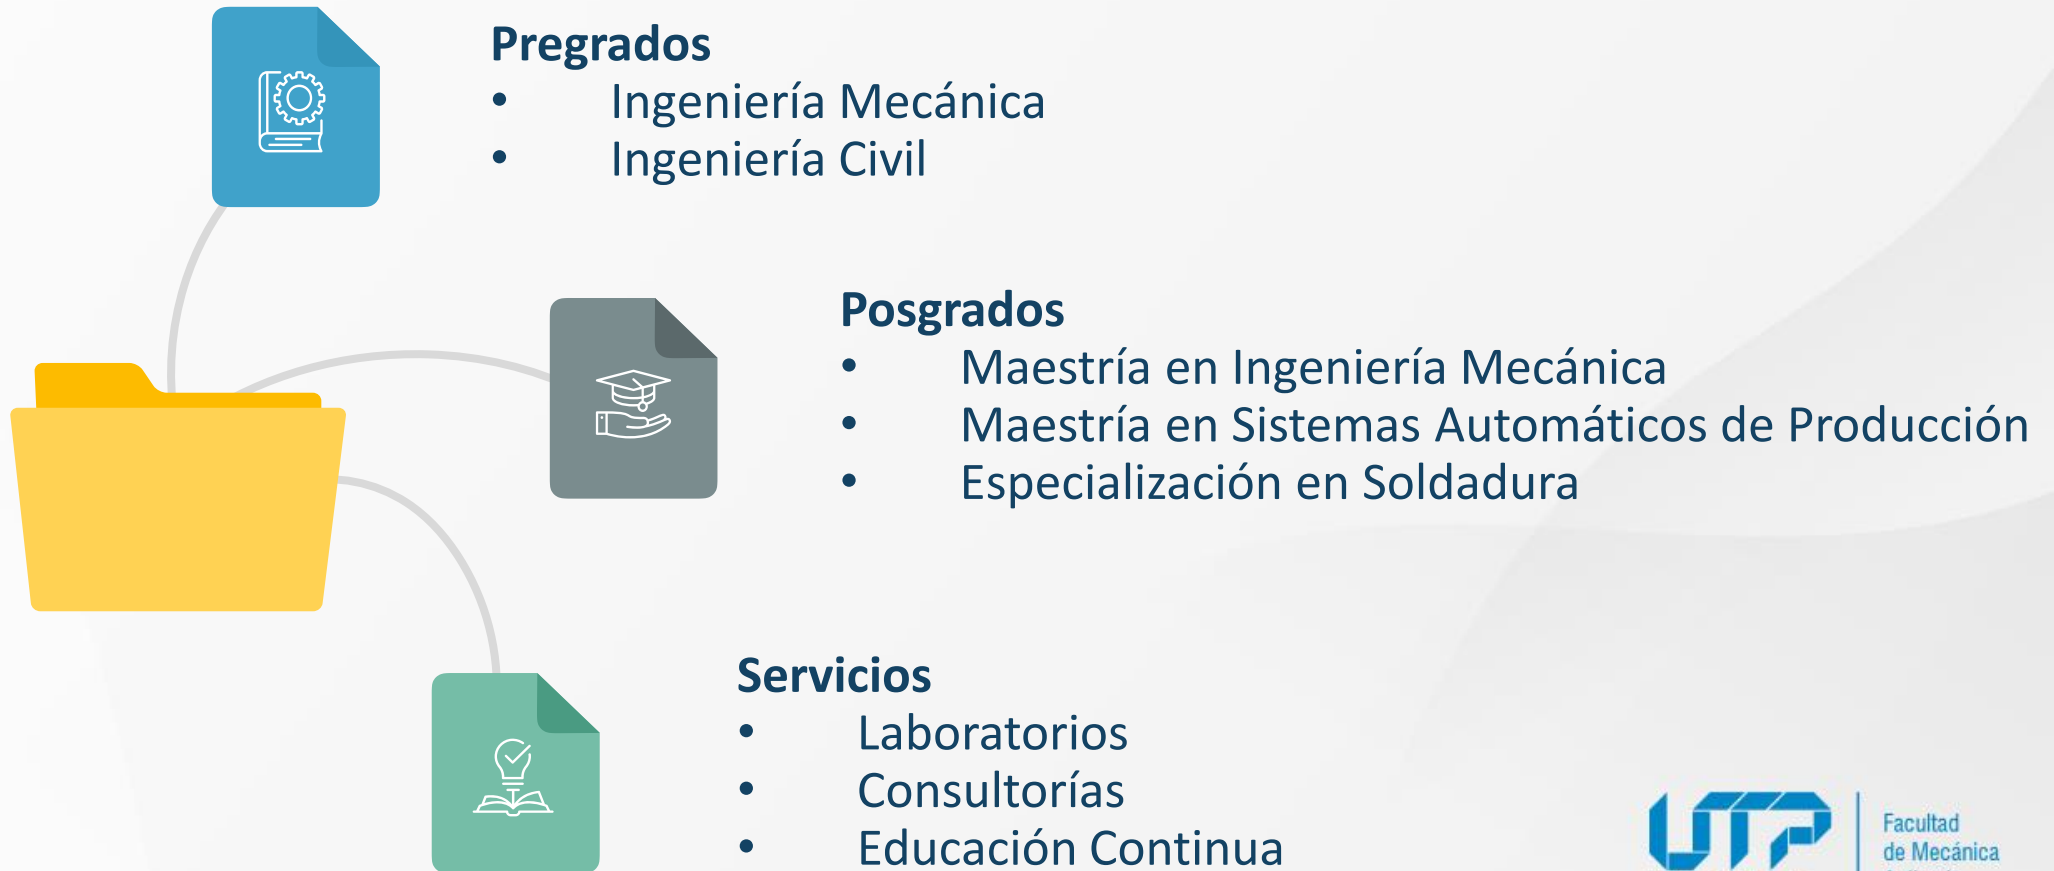 Pregrados
• Ingeniería Mecánica
• Ingeniería Civil
Posgrados
• Maestría en Ingeniería Mecánica
• Maestría en Sistemas Automáticos de Producción
• Especialización en Soldadura
Servicios
• Laboratorios
• Consultorías
• Educación Continua
UTP
Facultad
de Mecánica